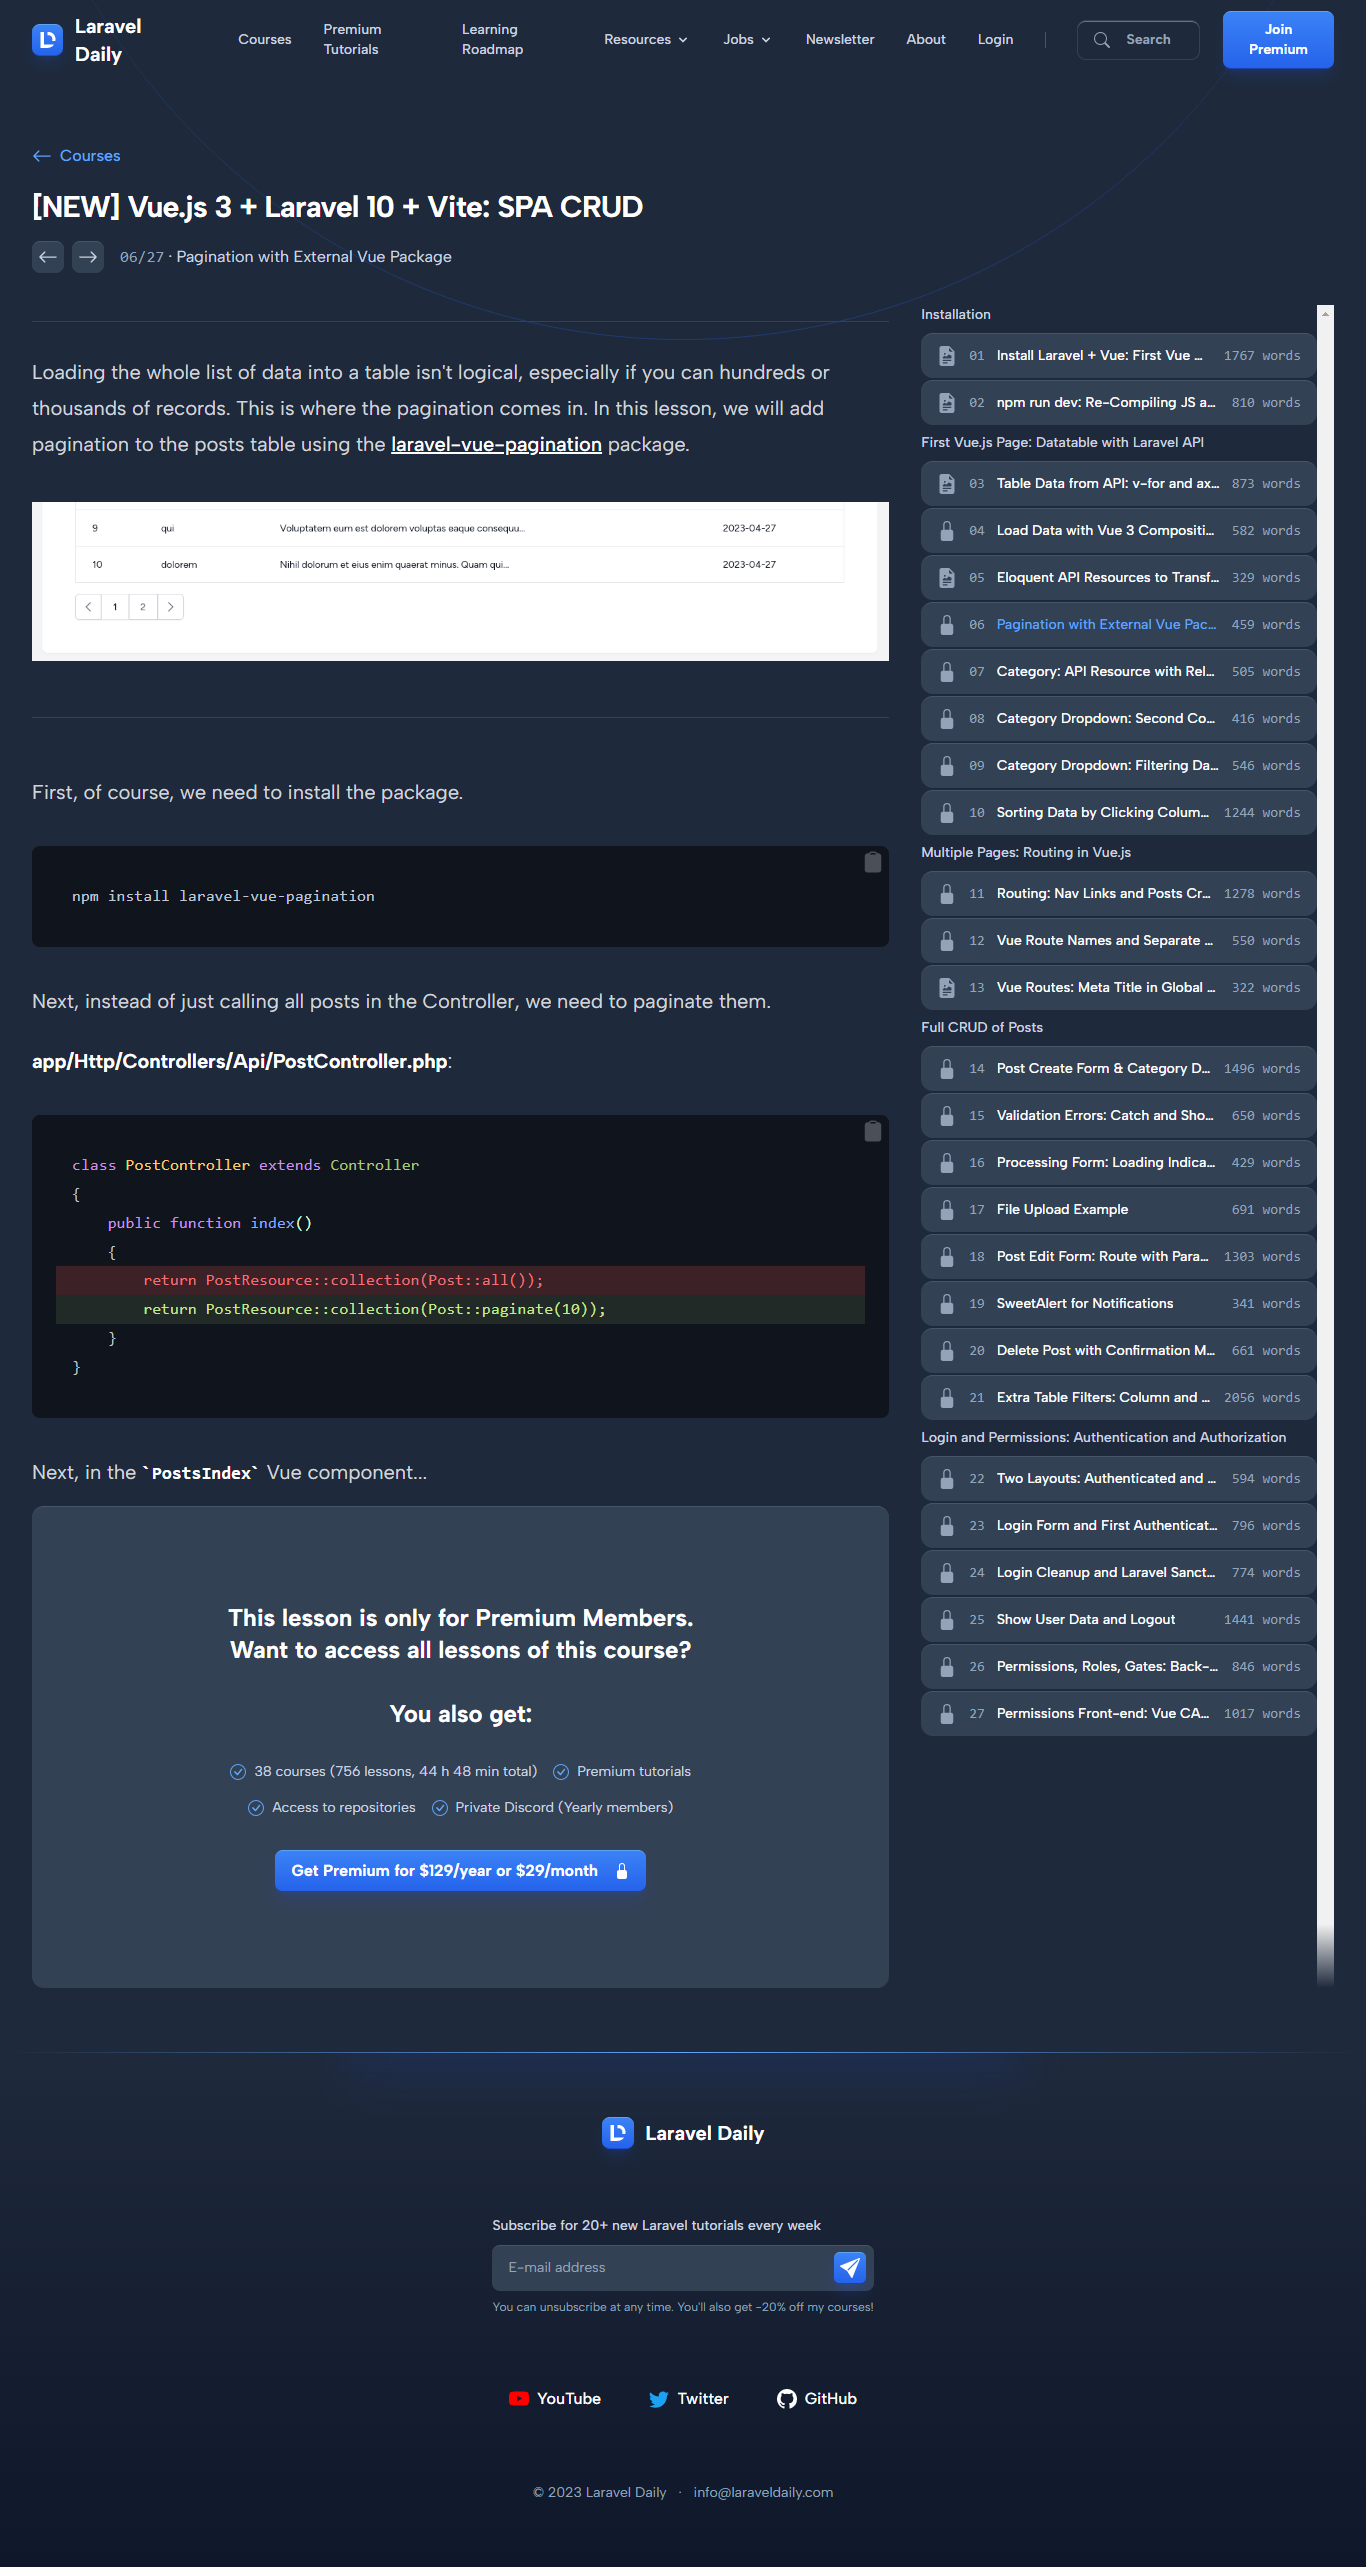 Laravel Daily
Courses
Premium Tutorials
Learning Roadmap
Resources
Jobs
Newsletter
About
Login
Search
Join Premium
Courses
[NEW] Vue.js 3 + Laravel 10 + Vite: SPA CRUD
06/27 · Pagination with External Vue Package
Loading the whole list of data into a table isn't logical, especially if you can hundreds or
thousands of records. This is where the pagination comes in. In this lesson, we will add
pagination to the posts table using the laravel-vue-pagination package.
9 qui Voluptatem eum est dolorem voluptas eaque consequu... 2023-04-27
10 dolorem Nihil dolorum et eius enim quaerat minus. Quam qui... 2023-04-27
< 1 2 >
First, of course, we need to install the package.
npm install laravel-vue-pagination
Next, instead of just calling all posts in the Controller, we need to paginate them.
app/Http/Controllers/Api/PostController.php:
class PostController extends Controller
{
    public function index()
    {
        return PostResource::collection(Post::all());
        return PostResource::collection(Post::paginate(10));
    }
}
Next, in the `PostsIndex` Vue component...
This lesson is only for Premium Members.
Want to access all lessons of this course?
You also get:
38 courses (756 lessons, 44 h 48 min total) Premium tutorials
Access to repositories Private Discord (Yearly members)
Get Premium for $129/year or $29/month
Installation
01 Install Laravel + Vue: First Vue ... 1767 words
02 npm run dev: Re-Compiling JS a... 810 words
First Vue.js Page: Datatable with Laravel API
03 Table Data from API: v-for and ax... 873 words
04 Load Data with Vue 3 Compositi... 582 words
05 Eloquent API Resources to Transf... 329 words
06 Pagination with External Vue Pac... 459 words
07 Category: API Resource with Rel... 505 words
08 Category Dropdown: Second Co... 416 words
09 Category Dropdown: Filtering Da... 546 words
10 Sorting Data by Clicking Colum... 1244 words
Multiple Pages: Routing in Vue.js
11 Routing: Nav Links and Posts Cr... 1278 words
12 Vue Route Names and Separate ... 550 words
13 Vue Routes: Meta Title in Global ... 322 words
Full CRUD of Posts
14 Post Create Form & Category D... 1496 words
15 Validation Errors: Catch and Sho... 650 words
16 Processing Form: Loading Indica... 429 words
17 File Upload Example 691 words
18 Post Edit Form: Route with Para... 1303 words
19 SweetAlert for Notifications 341 words
20 Delete Post with Confirmation M... 661 words
21 Extra Table Filters: Column and ... 2056 words
Login and Permissions: Authentication and Authorization
22 Two Layouts: Authenticated and ... 594 words
23 Login Form and First Authenticat... 796 words
24 Login Cleanup and Laravel Sanct... 774 words
25 Show User Data and Logout 1441 words
26 Permissions, Roles, Gates: Back-... 846 words
27 Permissions Front-end: Vue CA... 1017 words
Laravel Daily
Subscribe for 20+ new Laravel tutorials every week
E-mail address
You can unsubscribe at any time. You'll also get -20% off my courses!
YouTube Twitter GitHub
© 2023 Laravel Daily · info@laraveldaily.com